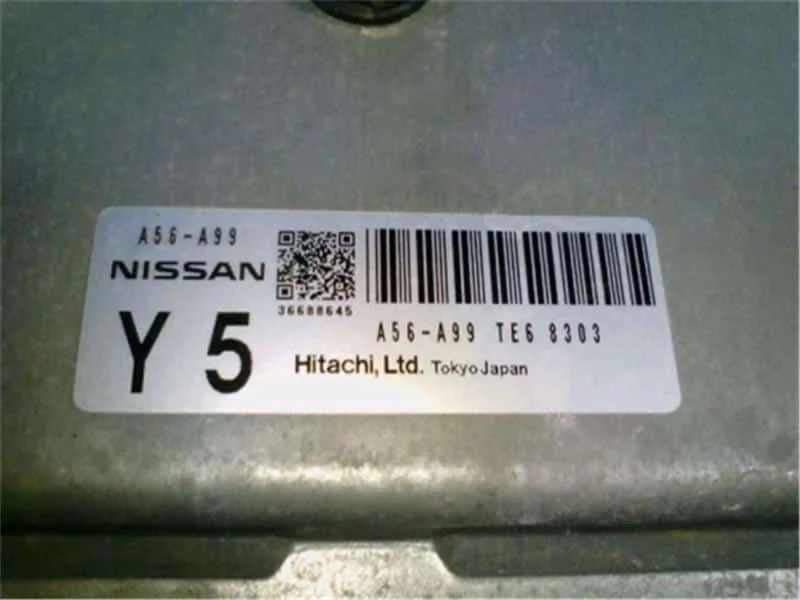 A56-A99
NISSAN
36688645
Y 5
A56-A99 TE6 8303
Hitachi, Ltd. Tokyo Japan